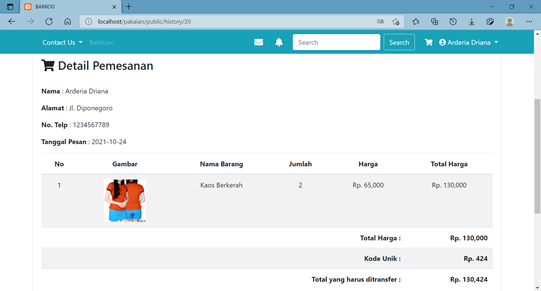 BARKOD
localhost/pakaian/public/history/20
Contact Us Bantuan Search Search Arderia Driana
Detail Pemesanan
Nama : Arderia Driana
Alamat : Jl. Diponegoro
No. Telp : 1234567789
Tanggal Pesan : 2021-10-24
No Gambar Nama Barang Jumlah Harga Total Harga
1 Kaos Berkerah 2 Rp. 65,000 Rp. 130,000
Total Harga : Rp. 130,000
Kode Unik : Rp. 424
Total yang harus ditransfer : Rp. 130,424